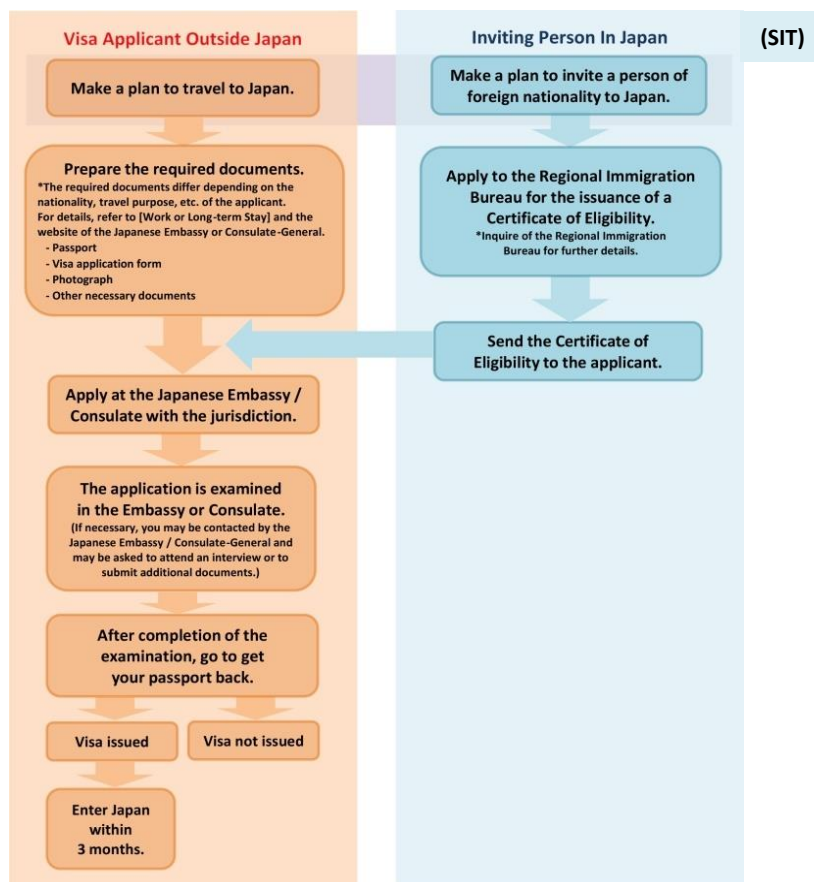 Visa Applicant Outside Japan
Inviting Person In Japan
(SIT)
Make a plan to travel to Japan.
Make a plan to invite a person of
foreign nationality to Japan.
Prepare the required documents.
*The required documents differ depending on the
nationality, travel purpose, etc. of the applicant.
For details, refer to [Work or Long-term Stay] and the
website of the Japanese Embassy or Consulate-General.
- Passport
- Visa application form
- Photograph
- Other necessary documents
Apply to the Regional Immigration
Bureau for the issuance of a
Certificate of Eligibility.
*Inquire of the Regional Immigration
Bureau for further details.
Send the Certificate of
Eligibility to the applicant.
Apply at the Japanese Embassy /
Consulate with the jurisdiction.
The application is examined
in the Embassy or Consulate.
(If necessary, you may be contacted by the
Japanese Embassy / Consulate-General and
may be asked to attend an interview or to
submit additional documents.)
After completion of the
examination, go to get
your passport back.
Visa issued
Visa not issued
Enter Japan
within
3 months.